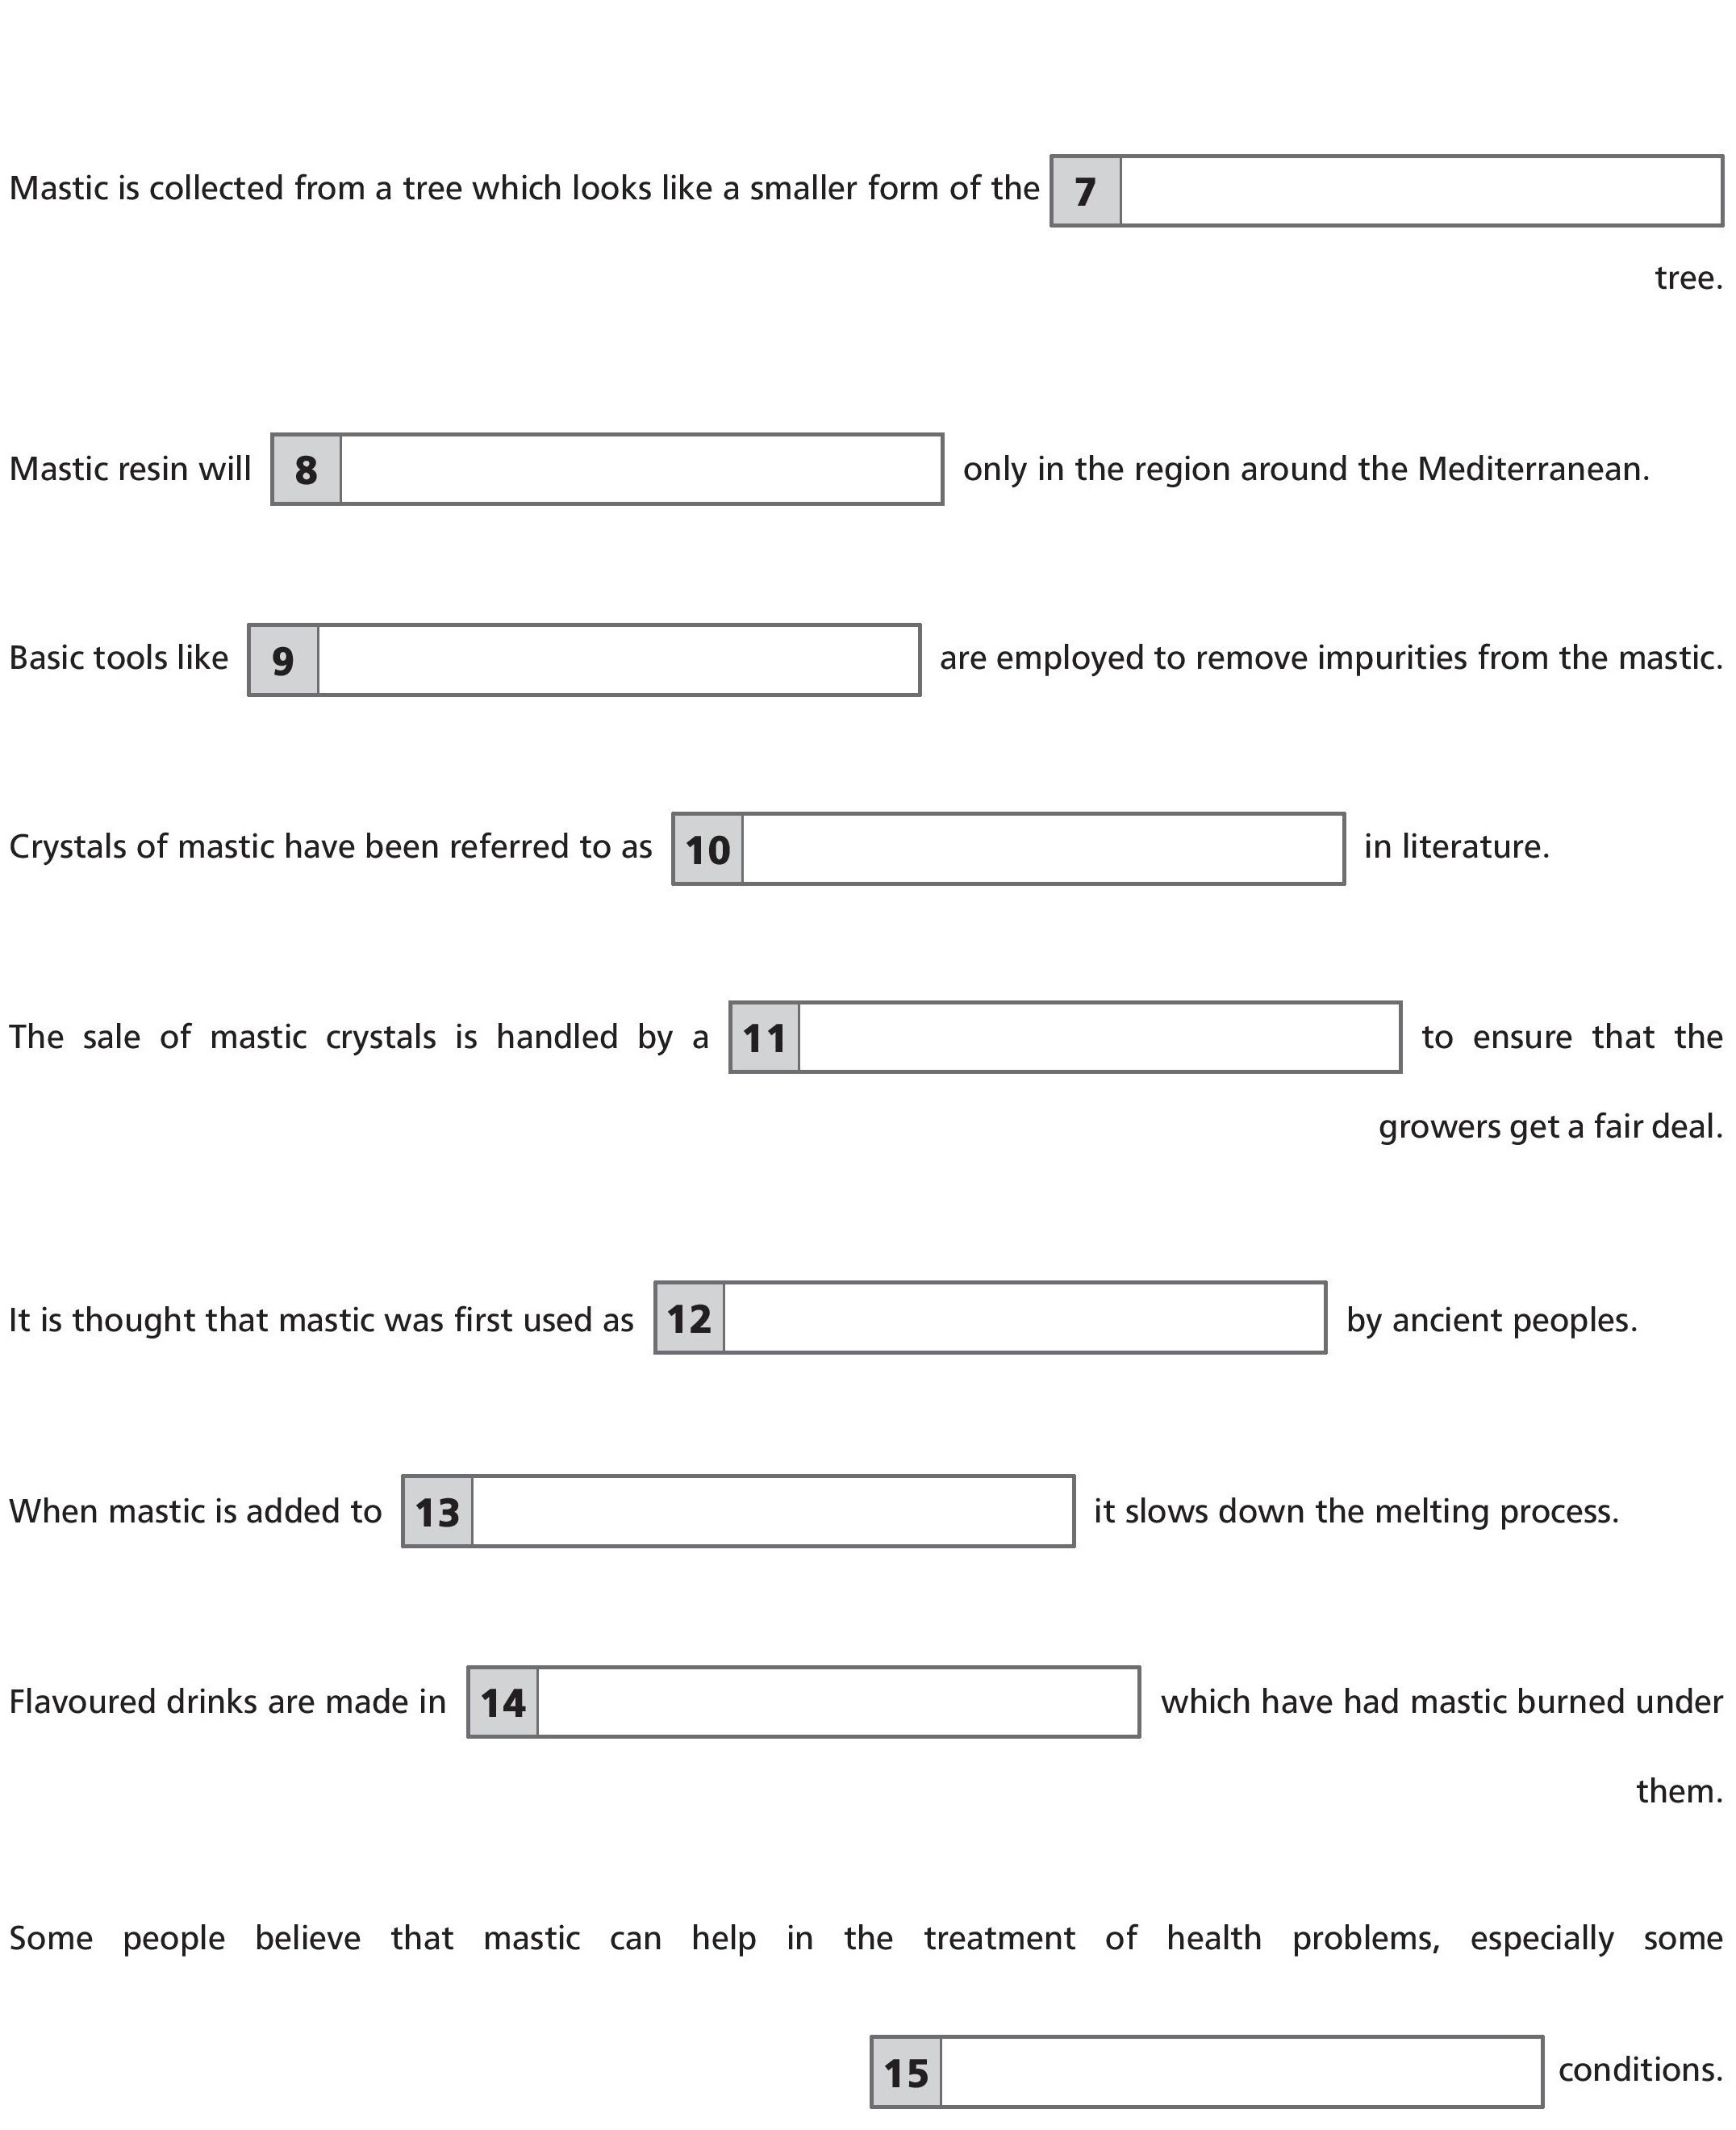 Mastic is collected from a tree which looks like a smaller form of the 7
tree.
Mastic resin will 8 only in the region around the Mediterranean.
Basic tools like 9 are employed to remove impurities from the mastic.
Crystals of mastic have been referred to as 10 in literature.
The sale of mastic crystals is handled by a 11 to ensure that the
growers get a fair deal.
It is thought that mastic was first used as 12 by ancient peoples.
When mastic is added to 13 it slows down the melting process.
Flavoured drinks are made in 14 which have had mastic burned under
them.
Some people believe that mastic can help in the treatment of health problems, especially some
15 conditions.